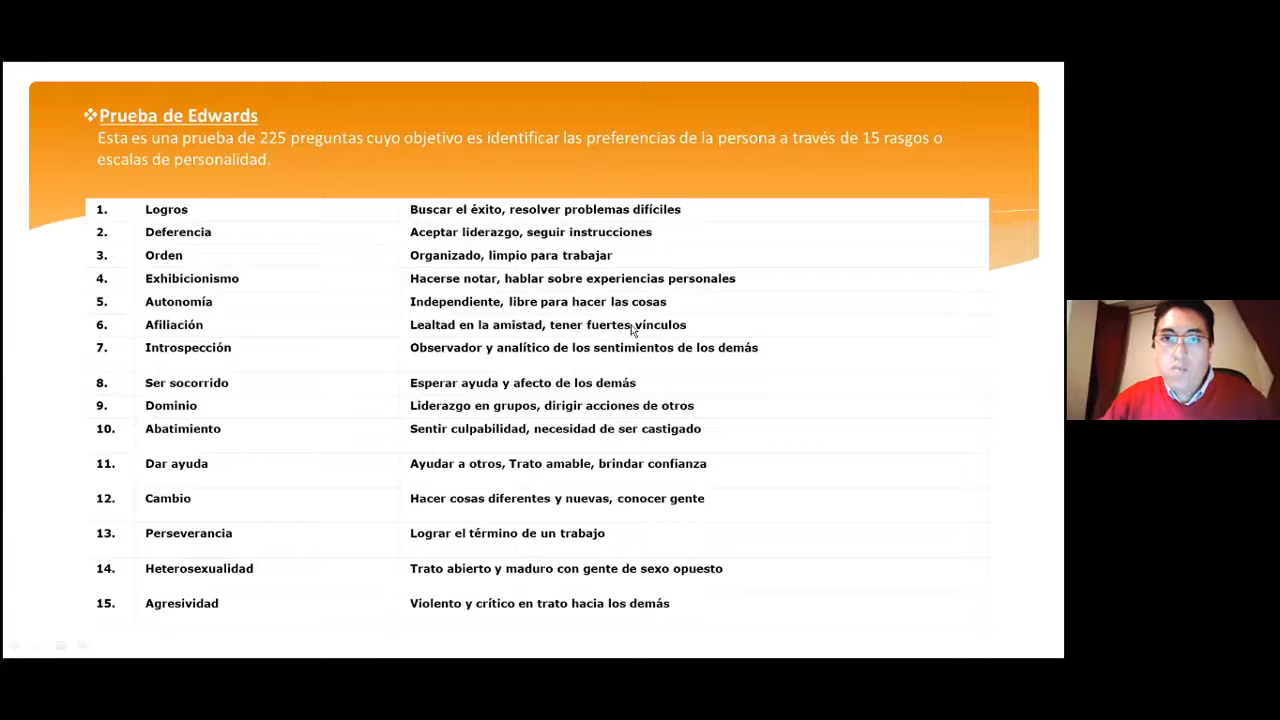 Prueba de Edwards
Esta es una prueba de 225 preguntas cuyo objetivo es identificar las preferencias de la persona a través de 15 rasgos o
escalas de personalidad.
1. Logros Buscar el éxito, resolver problemas difíciles
2. Deferencia Aceptar liderazgo, seguir instrucciones
3. Orden Organizado, limpio para trabajar
4. Exhibicionismo Hacerse notar, hablar sobre experiencias personales
5. Autonomía Independiente, libre para hacer las cosas
6. Afiliación Lealtad en la amistad, tener fuertes vínculos
7. Introspección Observador y analítico de los sentimientos de los demás
8. Ser socorrido Esperar ayuda y afecto de los demás
9. Dominio Liderazgo en grupos, dirigir acciones de otros
10. Abatimiento Sentir culpabilidad, necesidad de ser castigado
11. Dar ayuda Ayudar a otros, Trato amable, brindar confianza
12. Cambio Hacer cosas diferentes y nuevas, conocer gente
13. Perseverancia Lograr el término de un trabajo
14. Heterosexualidad Trato abierto y maduro con gente de sexo opuesto
15. Agresividad Violento y crítico en trato hacia los demás